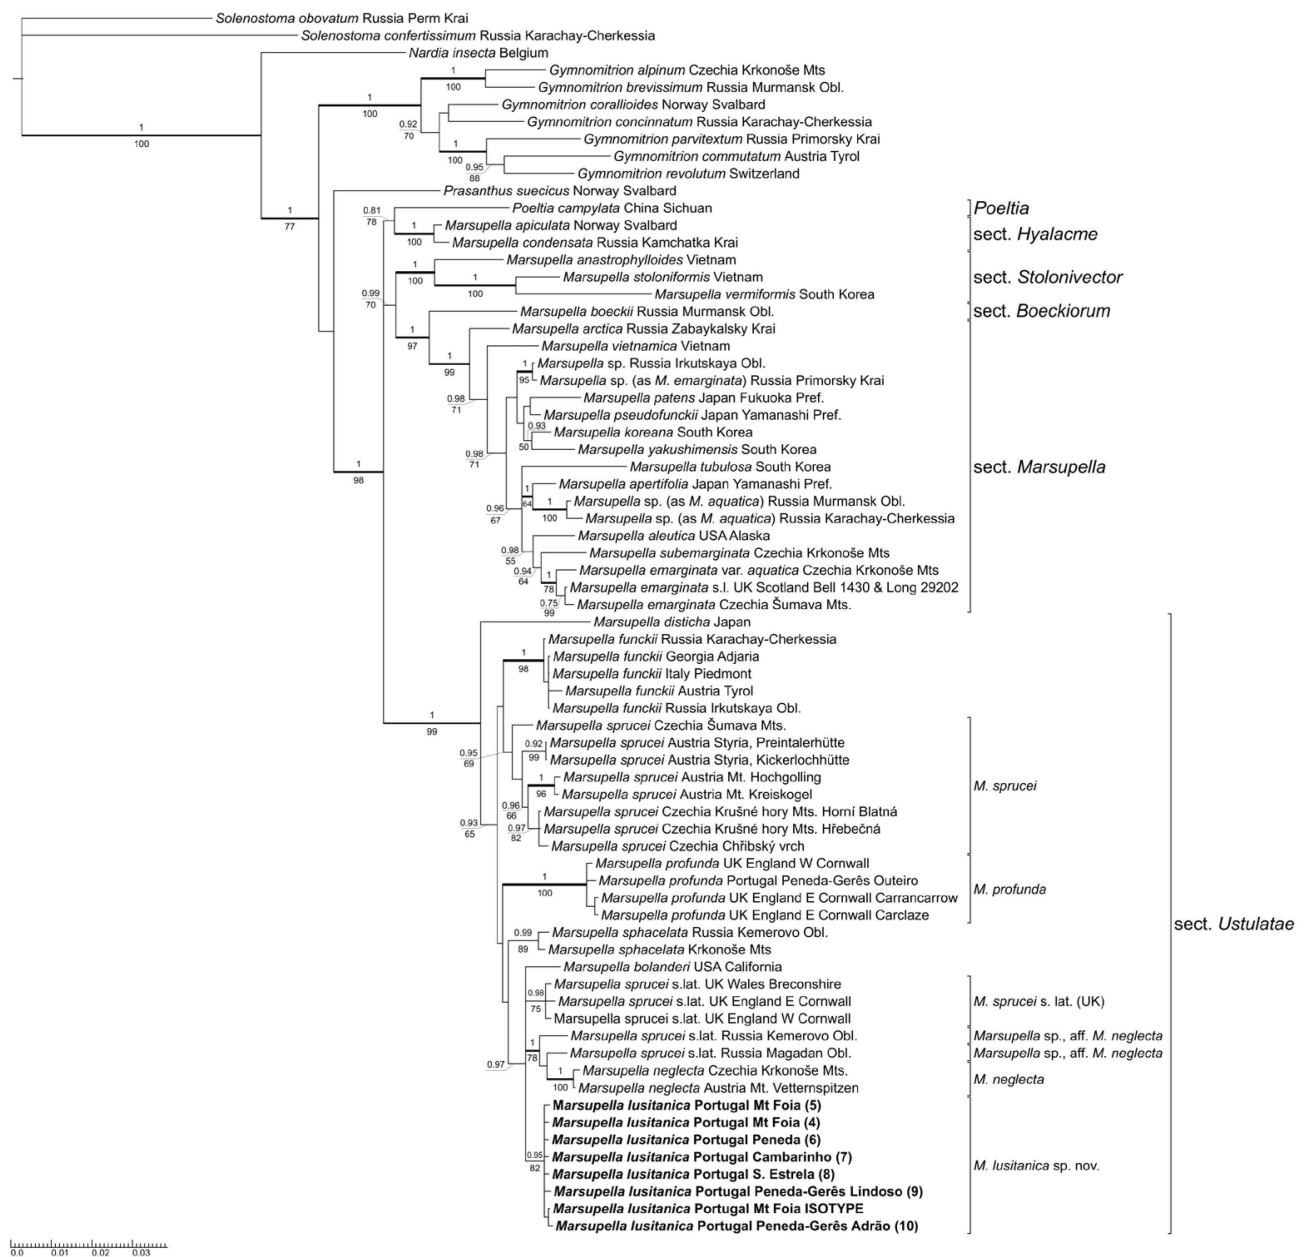 Solenostoma obovatum Russia Perm Krai
Solenostoma confertissimum Russia Karachay-Cherkessia
Nardia insecta Belgium
1
100
Gymnomitrion alpinum Czechia Krkonoše Mts
Gymnomitrion brevissimum Russia Murmansk Obl.
1
100
Gymnomitrion corallioides Norway Svalbard
0.92
70
Gymnomitrion concinnatum Russia Karachay-Cherkessia
1
100
Gymnomitrion parvitextum Russia Primorsky Krai
1
100
Gymnomitrion commutatum Austria Tyrol
0.95
88
Gymnomitrion revolutum Switzerland
Prasanthus suecicus Norway Svalbard
1
77
0.81
78
Poeltia campylata China Sichuan
Poeltia
Marsupella apiculata Norway Svalbard
1
100
Marsupella condensata Russia Kamchatka Krai
sect. Hyalacme
Marsupella anastrophylloides Vietnam
1
100
Marsupella stoloniformis Vietnam
sect. Stolonivector
1
100
Marsupella vermiformis South Korea
0.99
70
Marsupella boeckii Russia Murmansk Obl.
sect. Boeckiorum
1
97
Marsupella arctica Russia Zabaykalsky Krai
Marsupella vietnamica Vietnam
1
99
Marsupella sp. Russia Irkutskaya Obl.
1
95
Marsupella sp. (as M. emarginata) Russia Primorsky Krai
0.98
71
Marsupella patens Japan Fukuoka Pref.
Marsupella pseudofunckii Japan Yamanashi Pref.
0.93
50
Marsupella koreana South Korea
Marsupella yakushimensis South Korea
0.98
71
1
98
Marsupella tubulosa South Korea
sect. Marsupella
Marsupella apertifolia Japan Yamanashi Pref.
1
64
Marsupella sp. (as M. aquatica) Russia Murmansk Obl.
1
100
0.96
67
Marsupella sp. (as M. aquatica) Russia Karachay-Cherkessia
Marsupella aleutica USA Alaska
0.98
55
Marsupella subemarginata Czechia Krkonoše Mts
0.94
64
Marsupella emarginata var. aquatica Czechia Krkonoše Mts
1
78
Marsupella emarginata s.l. UK Scotland Bell 1430 & Long 29202
0.75
99
Marsupella emarginata Czechia Šumava Mts.
Marsupella disticha Japan
Marsupella funckii Russia Karachay-Cherkessia
1
98
Marsupella funckii Georgia Adjaria
Marsupella funckii Italy Piedmont
Marsupella funckii Austria Tyrol
Marsupella funckii Russia Irkutskaya Obl.
1
99
Marsupella sprucei Czechia Šumava Mts.
0.92
99
Marsupella sprucei Austria Styria, Preintalerhütte
0.95
69
Marsupella sprucei Austria Styria, Kickerlochhütte
Marsupella sprucei Austria Mt. Hochgolling
1
96
M. sprucei
Marsupella sprucei Austria Mt. Kreiskogel
0.96
66
Marsupella sprucei Czechia Krušné hory Mts. Horní Blatná
0.93
65
0.97
82
Marsupella sprucei Czechia Krušné hory Mts. Hřebečná
Marsupella sprucei Czechia Chřibský vrch
Marsupella profunda UK England W Cornwall
1
100
Marsupella profunda Portugal Peneda-Gerês Outeiro
M. profunda
Marsupella profunda UK England E Cornwall Carrancarrow
Marsupella profunda UK England E Cornwall Carclaze
sect. Ustulatae
Marsupella sphacelata Russia Kemerovo Obl.
0.99
89
Marsupella sphacelata Krkonoše Mts
Marsupella bolanderi USA California
Marsupella sprucei s.lat. UK Wales Breconshire
0.98
75
Marsupella sprucei s.lat. UK England E Cornwall
M. sprucei s. lat. (UK)
Marsupella sprucei s.lat. UK England W Cornwall
Marsupella sprucei s.lat. Russia Kemerovo Obl.
Marsupella sp., aff. M. neglecta
1
78
Marsupella sprucei s.lat. Russia Magadan Obl.
Marsupella sp., aff. M. neglecta
0.97
Marsupella neglecta Czechia Krkonoše Mts.
1
100
M. neglecta
Marsupella neglecta Austria Mt. Vetternspitzen
Marsupella lusitanica Portugal Mt Foia (5)
Marsupella lusitanica Portugal Mt Foia (4)
Marsupella lusitanica Portugal Peneda (6)
0.95
82
Marsupella lusitanica Portugal Cambarinho (7)
M. lusitanica sp. nov.
Marsupella lusitanica Portugal S. Estrela (8)
Marsupella lusitanica Portugal Peneda-Gerês Lindoso (9)
Marsupella lusitanica Portugal Mt Foia ISOTYPE
Marsupella lusitanica Portugal Peneda-Gerês Adrão (10)
0.0 0.01 0.02 0.03